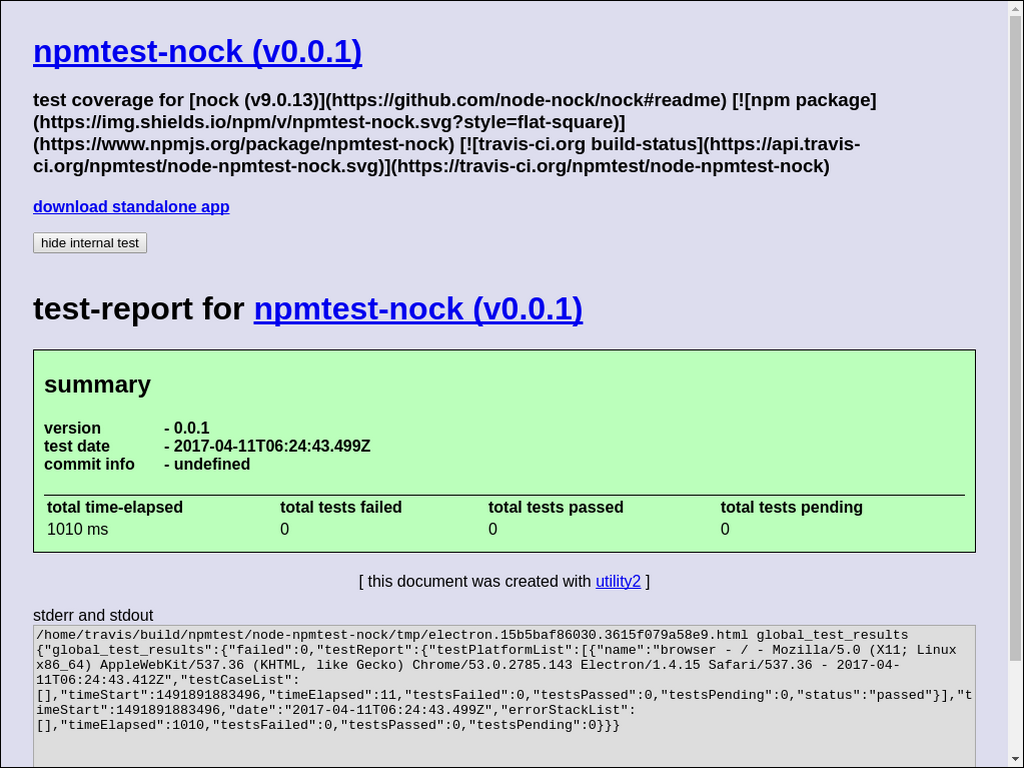 npmtest-nock (v0.0.1)
test coverage for [nock (v9.0.13)](https://github.com/node-nock/nock#readme) [![npm package]
(https://img.shields.io/npm/v/npmtest-nock.svg?style=flat-square)]
(https://www.npmjs.org/package/npmtest-nock) [![travis-ci.org build-status](https://api.travis-
ci.org/npmtest/node-npmtest-nock.svg)](https://travis-ci.org/npmtest/node-npmtest-nock)
download standalone app
hide internal test
test-report for npmtest-nock (v0.0.1)
summary
version - 0.0.1
test date - 2017-04-11T06:24:43.499Z
commit info - undefined
total time-elapsed total tests failed total tests passed total tests pending
1010 ms 0 0 0
[ this document was created with utility2 ]
stderr and stdout
/home/travis/build/npmtest/node-npmtest-nock/tmp/electron.15b5baf86030.3615f079a58e9.html global_test_results
{"global_test_results":{"failed":0,"testReport":{"testPlatformList":[{"name":"browser - / - Mozilla/5.0 (X11; Linux
x86_64) AppleWebKit/537.36 (KHTML, like Gecko) Chrome/53.0.2785.143 Electron/1.4.15 Safari/537.36 - 2017-04-
11T06:24:43.412Z","testCaseList":
[],"timeStart":1491891883496,"timeElapsed":11,"testsFailed":0,"testsPassed":0,"testsPending":0,"status":"passed"}],"t
imeStart":1491891883496,"date":"2017-04-11T06:24:43.499Z","errorStackList":
[],"timeElapsed":1010,"testsFailed":0,"testsPassed":0,"testsPending":0}}}